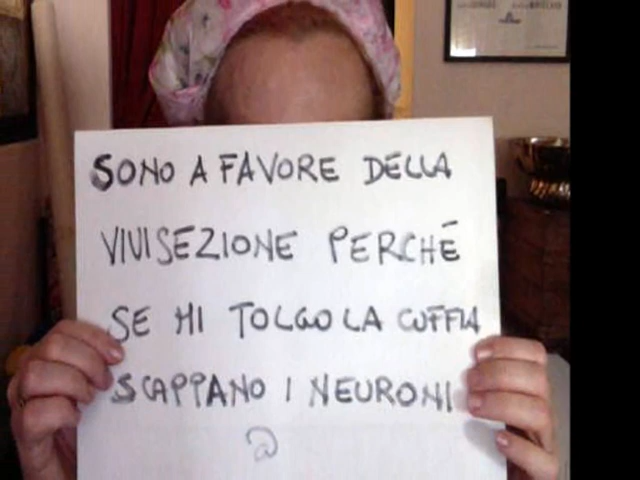 SONO A FAVORE DELLA
VIVISEZIONE PERCHÉ
SE MI TOLGO LA CUFFIA
SCAPPANO I NEURONI
@